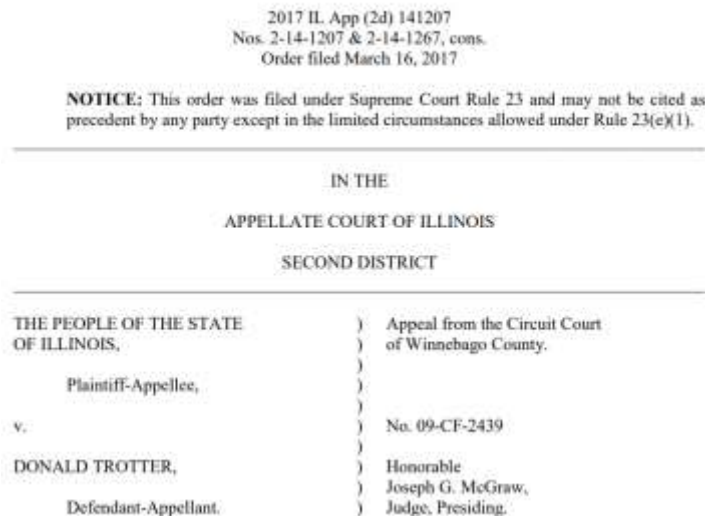 2017 IL App (2d) 141207
Nos. 2-14-1207 & 2-14-1267, cons.
Order filed March 16, 2017
NOTICE: This order was filed under Supreme Court Rule 23 and may not be cited as
precedent by any party except in the limited circumstances allowed under Rule 23(e)(1).
IN THE
APPELLATE COURT OF ILLINOIS
SECOND DISTRICT
THE PEOPLE OF THE STATE ) Appeal from the Circuit Court
OF ILLINOIS, ) of Winnebago County.
)
Plaintiff-Appellee, )
)
v. ) No. 09-CF-2439
)
DONALD TROTTER, ) Honorable
) Joseph G. McGraw,
Defendant-Appellant. ) Judge, Presiding.